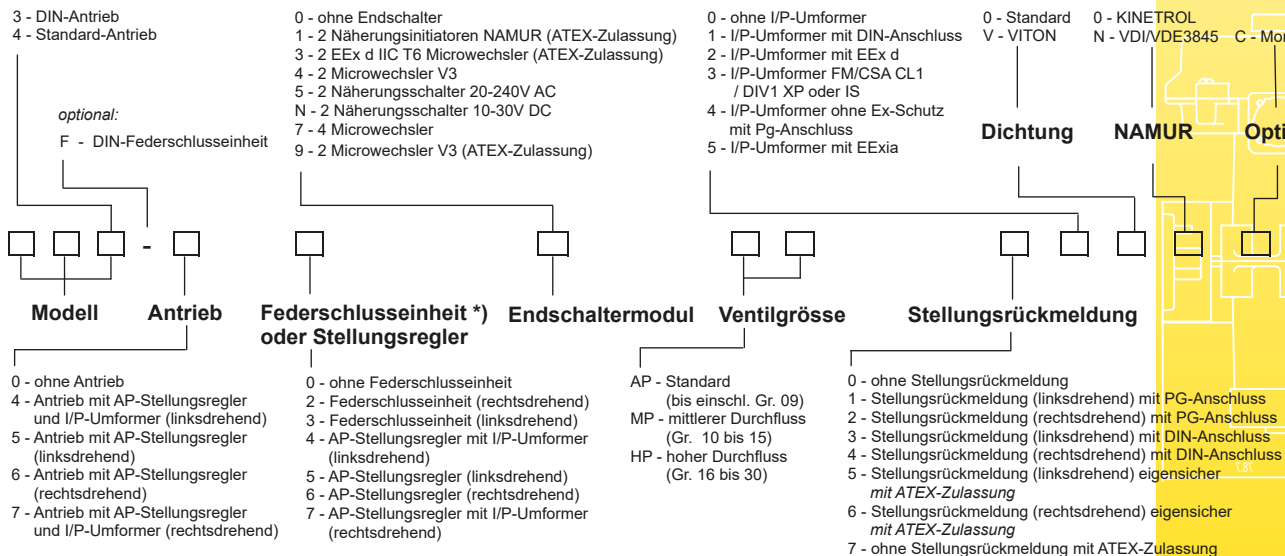 3 - DIN-Antrieb
4 - Standard-Antrieb
optional:
F - DIN-Federschlusseinheit
0 - ohne Endschalter
1 - 2 Näherungsinitiatoren NAMUR (ATEX-Zulassung)
3 - 2 EEx d IIC T6 Microwechsler (ATEX-Zulassung)
4 - 2 Microwechsler V3
5 - 2 Näherungsschalter 20-240V AC
N - 2 Näherungsschalter 10-30V DC
7 - 4 Microwechsler
9 - 2 Microwechsler V3 (ATEX-Zulassung)
0 - ohne I/P-Umformer
1 - I/P-Umformer mit DIN-Anschluss
2 - I/P-Umformer mit EEx d
3 - I/P-Umformer FM/CSA CL1
/ DIV1 XP oder IS
4 - I/P-Umformer ohne Ex-Schutz
mit Pg-Anschluss
5 - I/P-Umformer mit EExia
0 - Standard
V - VITON
0 - KINETROL
N - VDI/VDE3845
C - Mon
Dichtung
NAMUR
Opti
-
Modell
Antrieb
Federschlusseinheit *)
oder Stellungsregler
Endschaltermodul
Ventilgrösse
Stellungsrückmeldung
0 - ohne Antrieb
4 - Antrieb mit AP-Stellungsregler
und I/P-Umformer (linksdrehend)
5 - Antrieb mit AP-Stellungsregler
(linksdrehend)
6 - Antrieb mit AP-Stellungsregler
(rechtsdrehend)
7 - Antrieb mit AP-Stellungsregler
und I/P-Umformer (rechtsdrehend)
0 - ohne Federschlusseinheit
2 - Federschlusseinheit (rechtsdrehend)
3 - Federschlusseinheit (linksdrehend)
4 - AP-Stellungsregler mit I/P-Umformer
(linksdrehend)
5 - AP-Stellungsregler (linksdrehend)
6 - AP-Stellungsregler (rechtsdrehend)
7 - AP-Stellungsregler mit I/P-Umformer
(rechtsdrehend)
AP - Standard
(bis einschl. Gr. 09)
MP - mittlerer Durchfluss
(Gr. 10 bis 15)
HP - hoher Durchfluss
(Gr. 16 bis 30)
0 - ohne Stellungsrückmeldung
1 - Stellungsrückmeldung (linksdrehend) mit PG-Anschluss
2 - Stellungsrückmeldung (rechtsdrehend) mit PG-Anschluss
3 - Stellungsrückmeldung (linksdrehend) mit DIN-Anschluss
4 - Stellungsrückmeldung (rechtsdrehend) mit DIN-Anschluss
5 - Stellungsrückmeldung (linksdrehend) eigensicher
mit ATEX-Zulassung
6 - Stellungsrückmeldung (rechtsdrehend) eigensicher
mit ATEX-Zulassung
7 - ohne Stellungsrückmeldung mit ATEX-Zulassung